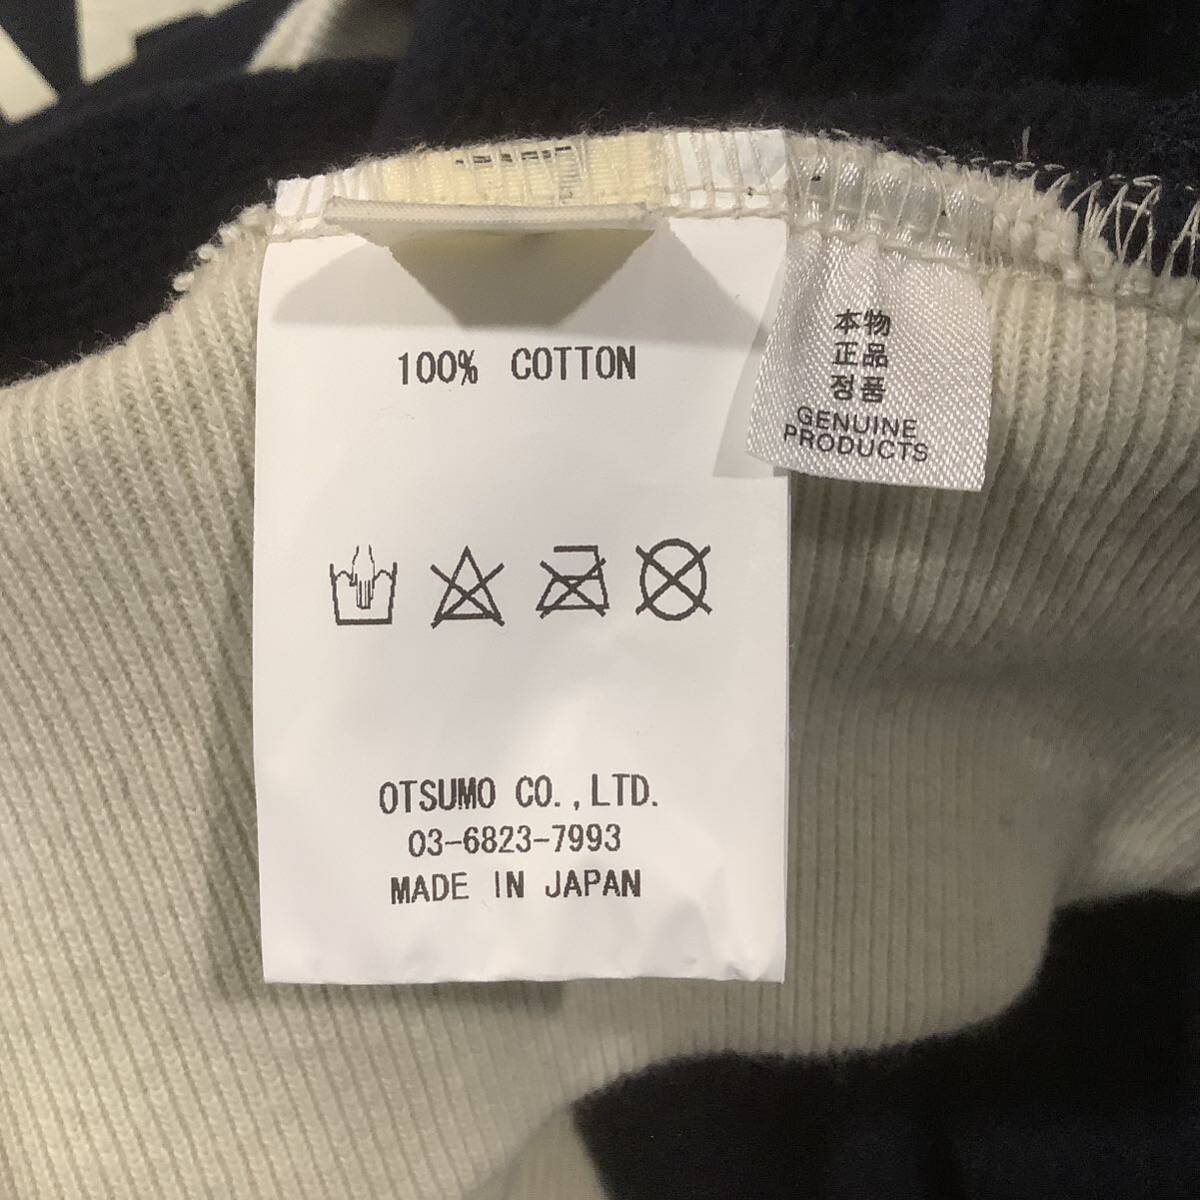 100% COTTON
本物
正品
정품
GENUINE
PRODUCTS
OTSUMO CO.,LTD.
03-6823-7993
MADE IN JAPAN